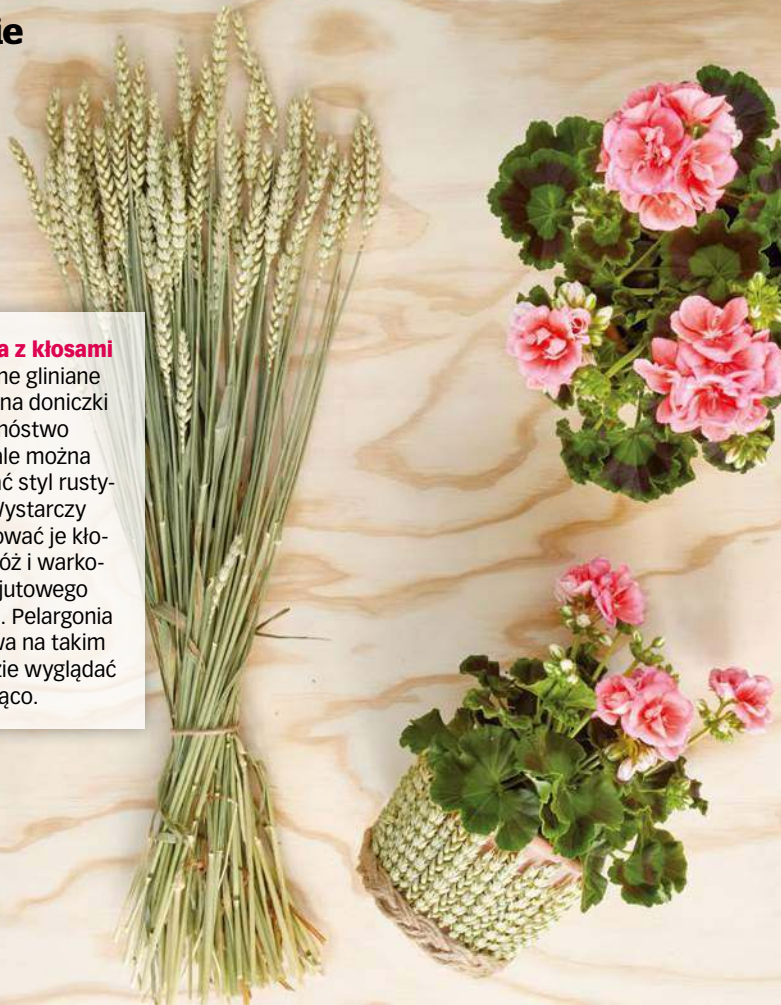 ie
a z kłosami
ne gliniane
na doniczki
nóstwo
ale można
ać styl rusty-
Wystarczy
ować je kło-
óż i warko-
jutowego
. Pelargonia
wa na takim
zie wyglądać
ąco.